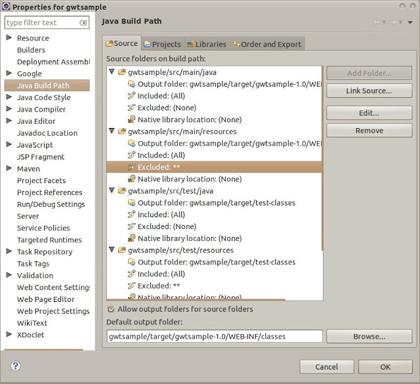 Properties for gwtsample
type filter text
Resource
Builders
Deployment Assembl
Google
Java Build Path
Java Code Style
Java Compiler
Java Editor
Javadoc Location
JavaScript
JSP Fragment
Maven
Project Facets
Project References
Run/Debug Settings
Server
Service Policies
Targeted Runtimes
Task Repository
Task Tags
Validation
Web Content Settings
Web Page Editor
Web Project Settings
WikiText
XDoclet
Java Build Path
Source Projects Libraries Order and Export
Source folders on build path:
gwtsample/src/main/java
Output folder: gwtsample/target/gwtsample-1.0/WEB
Included: (All)
Excluded: (None)
Native library location: (None)
gwtsample/src/main/resources
Output folder: gwtsample/target/gwtsample-1.0/WEB
Included: (All)
Excluded: **
Native library location: (None)
gwtsample/src/test/java
Output folder: gwtsample/target/test-classes
Included: (All)
Excluded: (None)
Native library location: (None)
gwtsample/src/test/resources
Output folder: gwtsample/target/test-classes
Included: (All)
Excluded: **
Native library location: (None)
Add Folder...
Link Source...
Edit...
Remove
Allow output folders for source folders
Default output folder:
gwtsample/target/gwtsample-1.0/WEB-INF/classes
Browse...
Cancel
OK